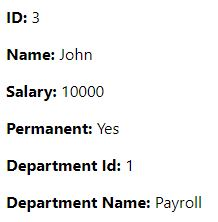 ID: 3
Name: John
Salary: 10000
Permanent: Yes
Department Id: 1
Department Name: Payroll